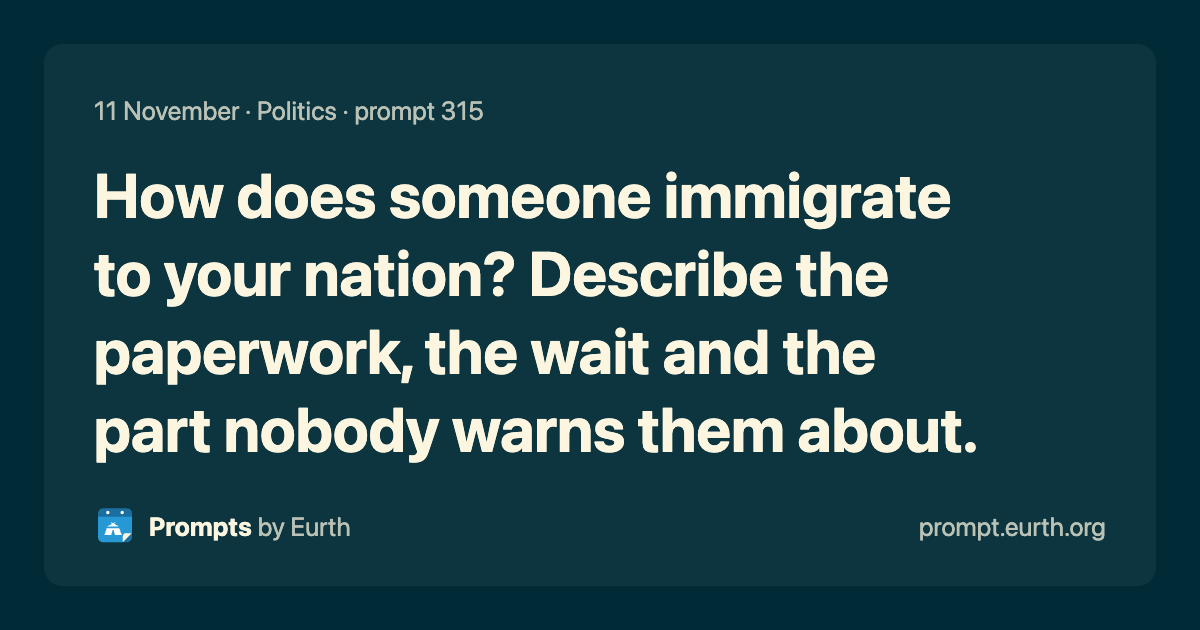 11 November · Politics · prompt 315
How does someone immigrate
to your nation? Describe the
paperwork, the wait and the
part nobody warns them about.
Prompts by Eurth
prompt.eurth.org